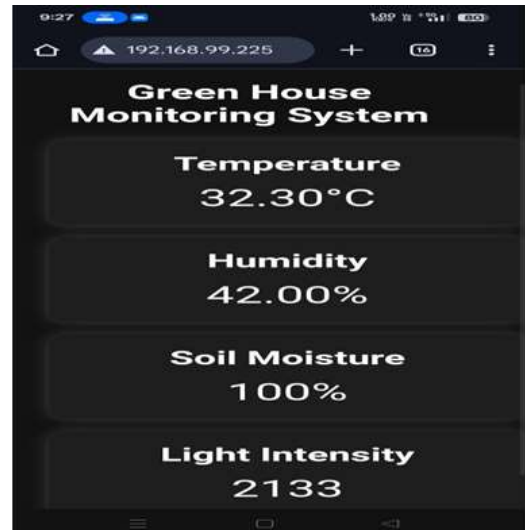 9:27
60
192.168.99.225
16
Green House
Monitoring System
Temperature
32.30°C
Humidity
42.00%
Soil Moisture
100%
Light Intensity
2133